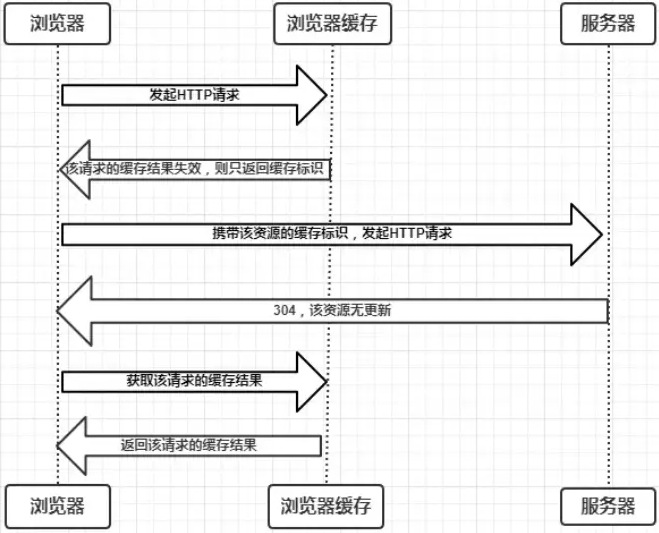 浏览器
浏览器缓存
服务器
发起HTTP请求
该请求的缓存结果失效，则只返回缓存标识
携带该资源的缓存标识，发起HTTP请求
304，该资源无更新
获取该请求的缓存结果
返回该请求的缓存结果
浏览器
浏览器缓存
服务器